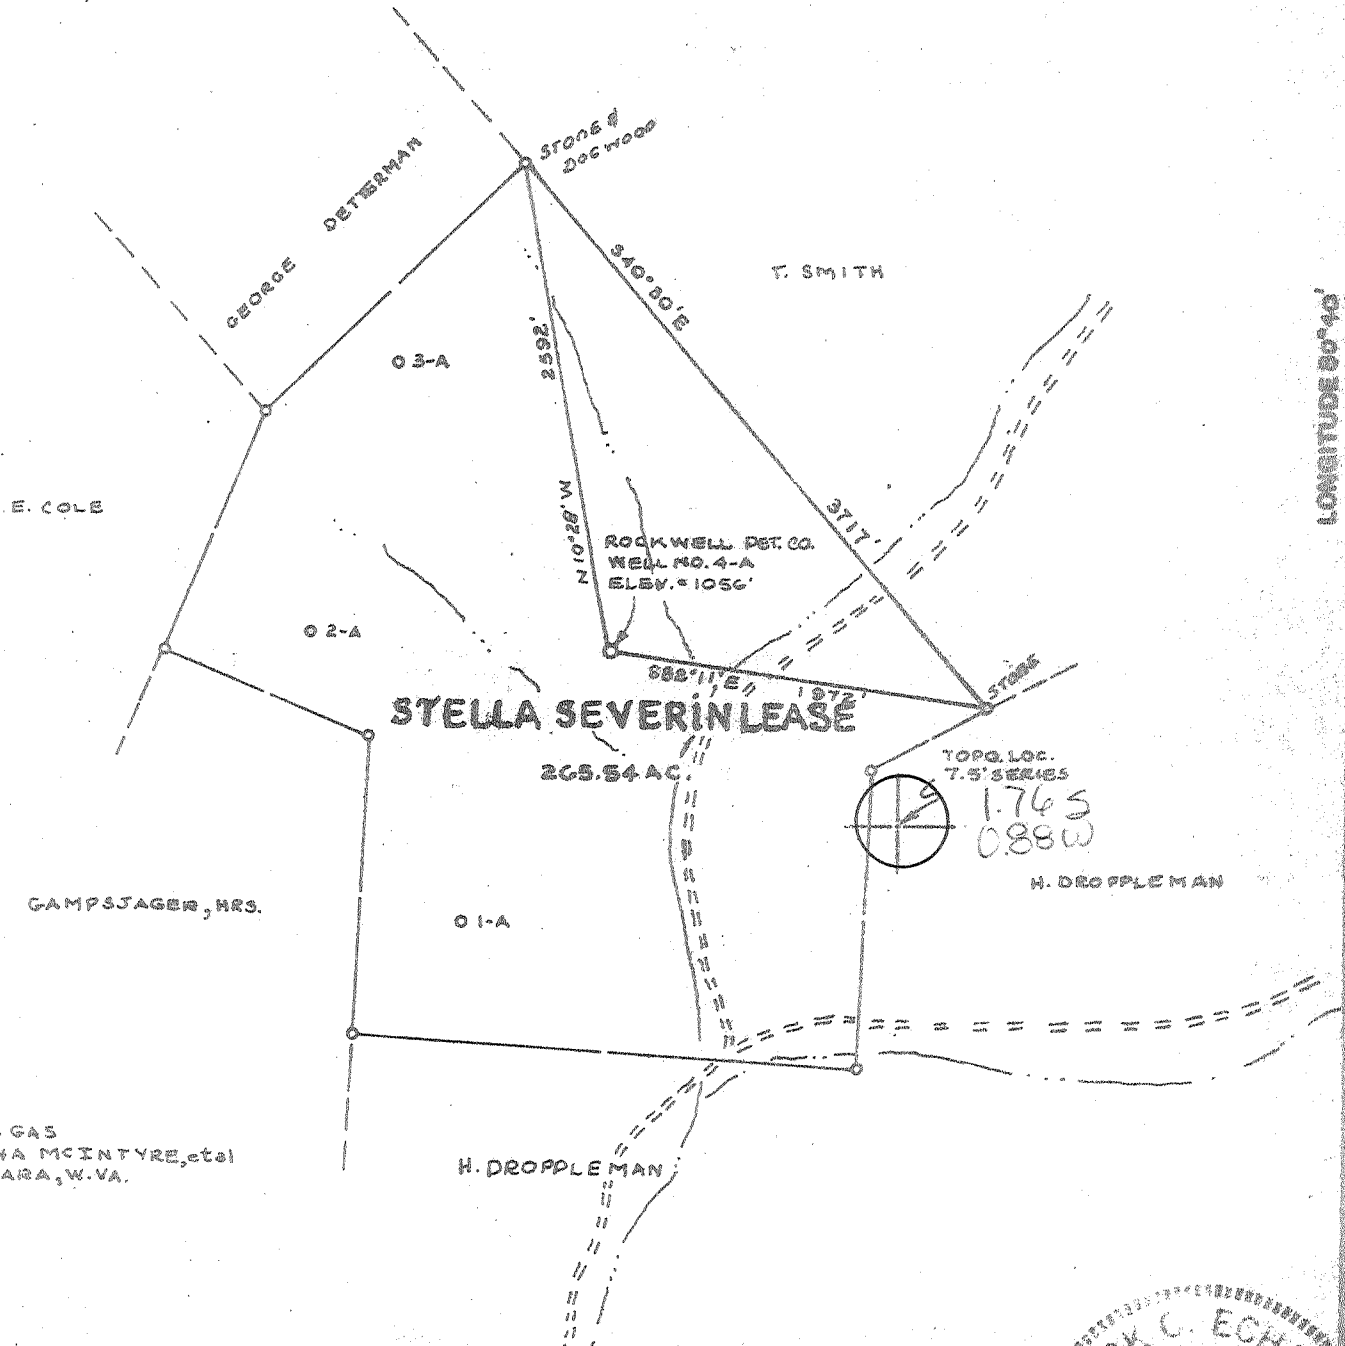 STONE &
DOGWOOD
GEORGE DETTERMAN
S40°30'E
T. SMITH
LONGITUDE 80°40'
2592'
O 3-A
E. COLE
3717'
N 10°28' W
ROCKWELL PET. CO.
WELL NO. 4-A
ELEV. = 1056'
O 2-A
S82°11'E
1972'
STONE
STELLA SEVERIN LEASE
265.54 AC.
TOPO. LOC.
7.5' SERIES
1.76 S
0.88 W
H. DROPPLEMAN
GAMPSJAGER, HRS.
O 1-A
GAS
MCINTYRE, etal
ARA, W.VA.
H. DROPPLEMAN
C.